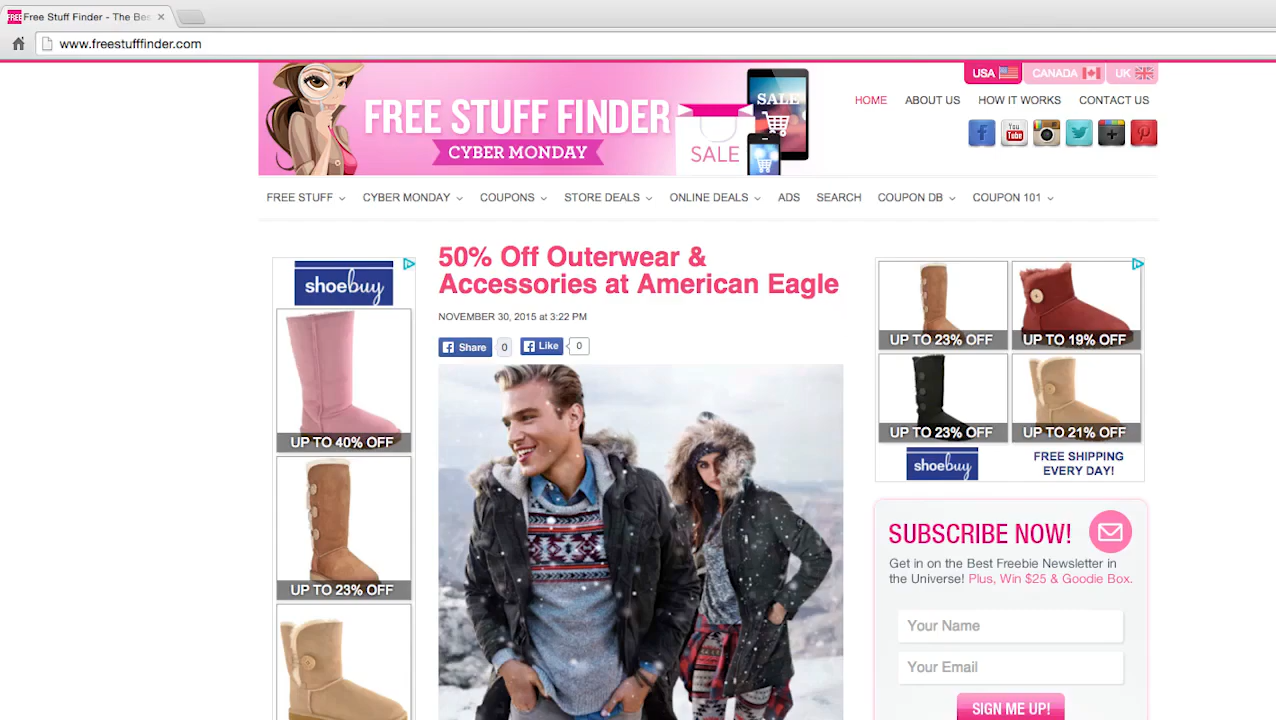 FREE Free Stuff Finder - The Bes
www.freestufffinder.com
FREE STUFF FINDER
CYBER MONDAY
SALE
SALE
USA CANADA UK
HOME ABOUT US HOW IT WORKS CONTACT US
You
Tube
FREE STUFF CYBER MONDAY COUPONS STORE DEALS ONLINE DEALS ADS SEARCH COUPON DB COUPON 101
shoebuy
UP TO 40% OFF
UP TO 23% OFF
50% Off Outerwear &
Accessories at American Eagle
NOVEMBER 30, 2015 at 3:22 PM
Share 0 Like 0
UP TO 23% OFF UP TO 19% OFF
UP TO 23% OFF UP TO 21% OFF
shoebuy
FREE SHIPPING
EVERY DAY!
SUBSCRIBE NOW!
Get in on the Best Freebie Newsletter in
the Universe! Plus, Win $25 & Goodie Box.
Your Name
Your Email
SIGN ME UP!